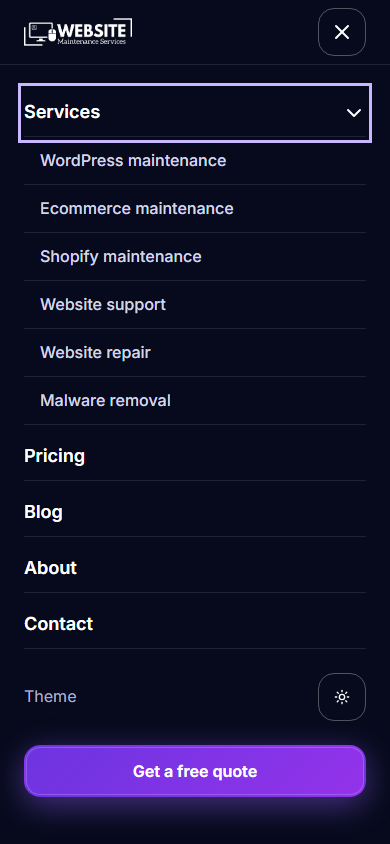 WEBSITE
Maintenance Services
Services
WordPress maintenance
Ecommerce maintenance
Shopify maintenance
Website support
Website repair
Malware removal
Pricing
Blog
About
Contact
Theme
Get a free quote